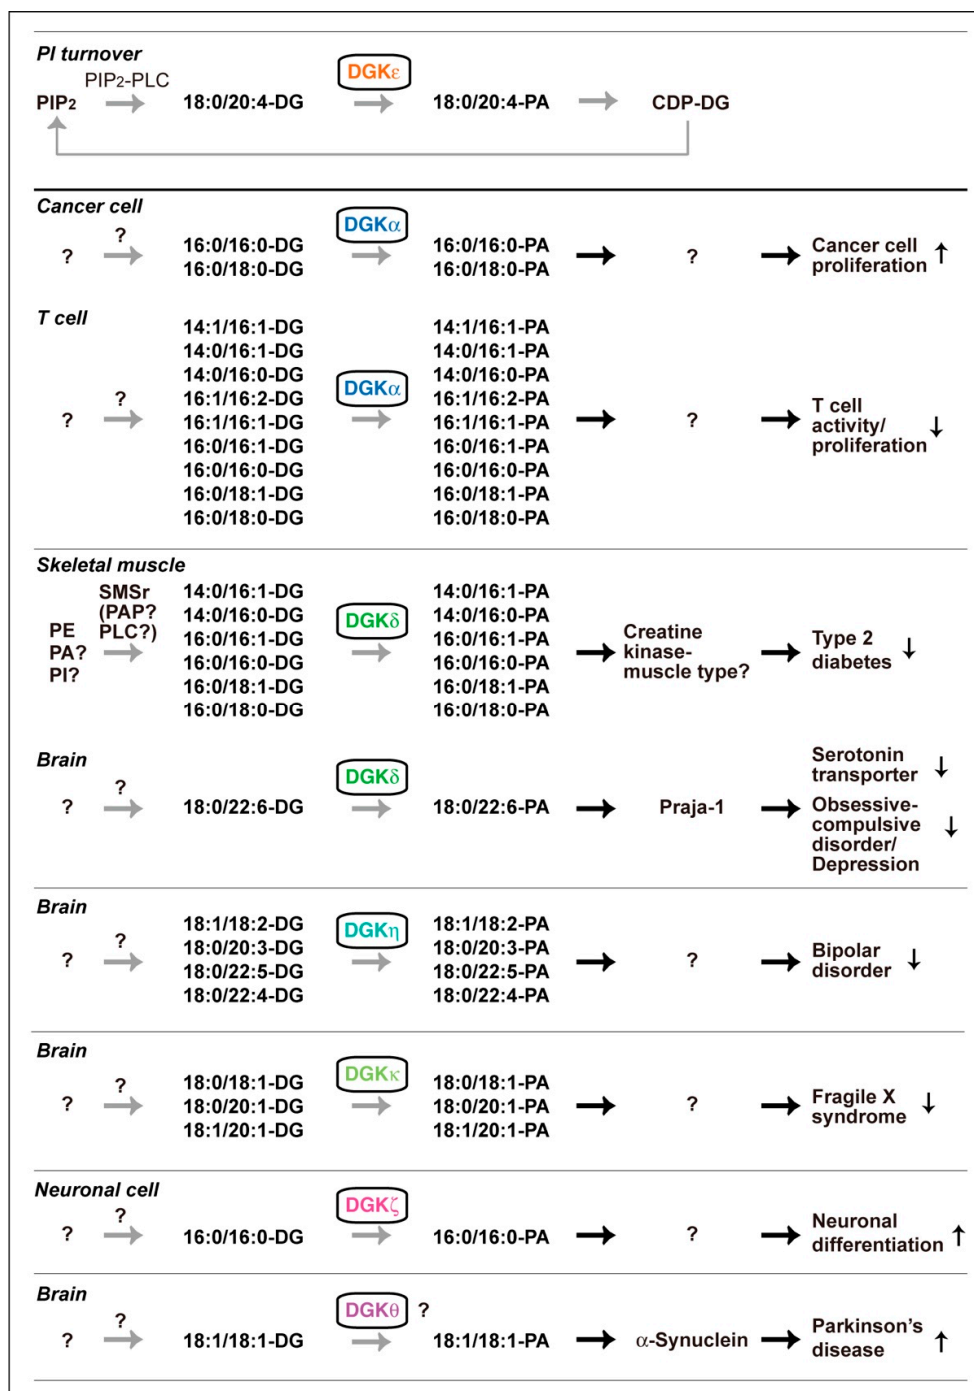 PI turnover
PIP2-PLC
DGKε
PIP2
18:0/20:4-DG
18:0/20:4-PA
CDP-DG
Cancer cell
?
DGKα
?
16:0/16:0-DG
16:0/18:0-DG
16:0/16:0-PA
16:0/18:0-PA
?
Cancer cell
proliferation ↑
T cell
?
?
14:1/16:1-DG
14:0/16:1-DG
14:0/16:0-DG
16:1/16:2-DG
16:1/16:1-DG
16:0/16:1-DG
16:0/16:0-DG
16:0/18:1-DG
16:0/18:0-DG
DGKα
14:1/16:1-PA
14:0/16:1-PA
14:0/16:0-PA
16:1/16:2-PA
16:1/16:1-PA
16:0/16:1-PA
16:0/16:0-PA
16:0/18:1-PA
16:0/18:0-PA
?
T cell
activity/
proliferation ↓
Skeletal muscle
PE
PA?
PI?
SMSr
(PAP?
PLC?)
14:0/16:1-DG
14:0/16:0-DG
16:0/16:1-DG
16:0/16:0-DG
16:0/18:1-DG
16:0/18:0-DG
DGKδ
14:0/16:1-PA
14:0/16:0-PA
16:0/16:1-PA
16:0/16:0-PA
16:0/18:1-PA
16:0/18:0-PA
Creatine
kinase-
muscle type?
Type 2
diabetes ↓
Brain
?
?
18:0/22:6-DG
DGKδ
18:0/22:6-PA
Praja-1
Serotonin
transporter ↓
Obsessive-
compulsive ↓
disorder/
Depression
Brain
?
?
18:1/18:2-DG
18:0/20:3-DG
18:0/22:5-DG
18:0/22:4-DG
DGKη
18:1/18:2-PA
18:0/20:3-PA
18:0/22:5-PA
18:0/22:4-PA
?
Bipolar
disorder ↓
Brain
?
?
18:0/18:1-DG
18:0/20:1-DG
18:1/20:1-DG
DGKκ
18:0/18:1-PA
18:0/20:1-PA
18:1/20:1-PA
?
Fragile X
syndrome ↓
Neuronal cell
?
?
16:0/16:0-DG
DGKζ
16:0/16:0-PA
?
Neuronal
differentiation ↑
Brain
?
?
18:1/18:1-DG
DGKθ ?
18:1/18:1-PA
α-Synuclein
Parkinson's
disease ↑